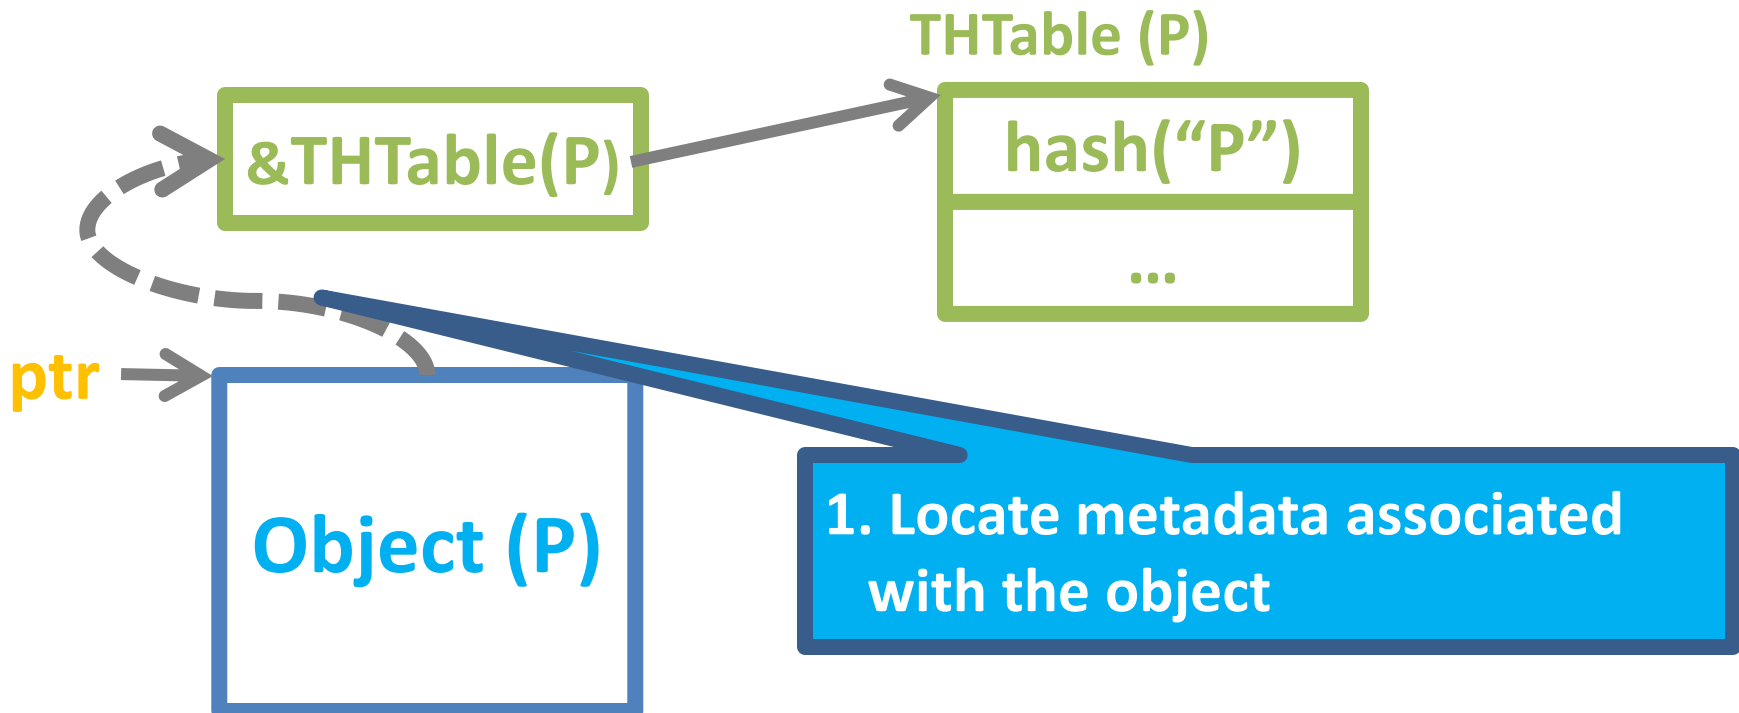 THTable (P)
&THTable(P)
hash(“P”)
...
ptr
Object (P)
1. Locate metadata associated
with the object